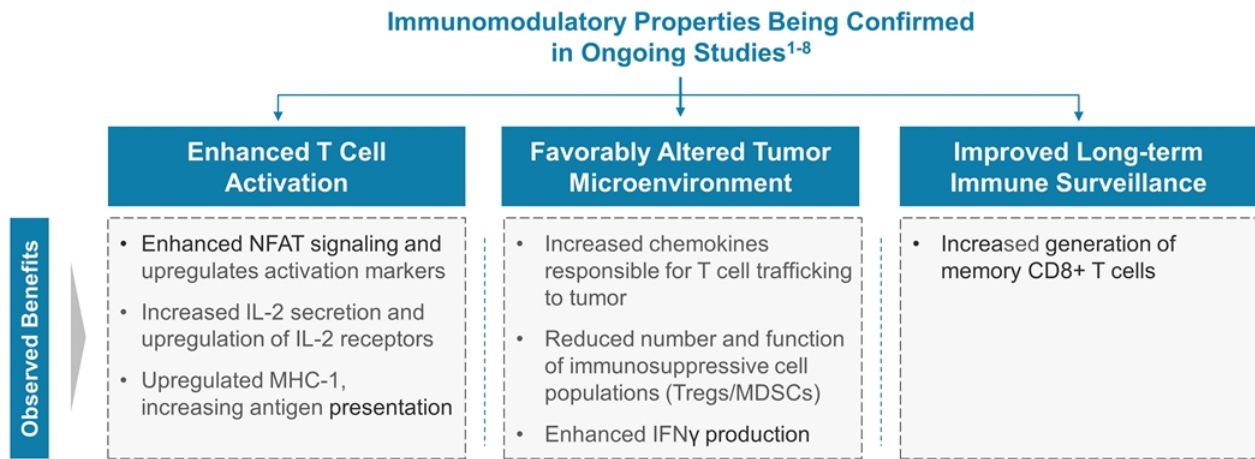 Immunomodulatory Properties Being Confirmed
in Ongoing Studies¹⁻⁸
Enhanced T Cell
Activation
Favorably Altered Tumor
Microenvironment
Improved Long-term
Immune Surveillance
Observed Benefits
• Enhanced NFAT signaling and
upregulates activation markers
• Increased IL-2 secretion and
upregulation of IL-2 receptors
• Upregulated MHC-1,
increasing antigen presentation
• Increased chemokines
responsible for T cell trafficking
to tumor
• Reduced number and function
of immunosuppressive cell
populations (Tregs/MDSCs)
• Enhanced IFNγ production
• Increased generation of
memory CD8+ T cells